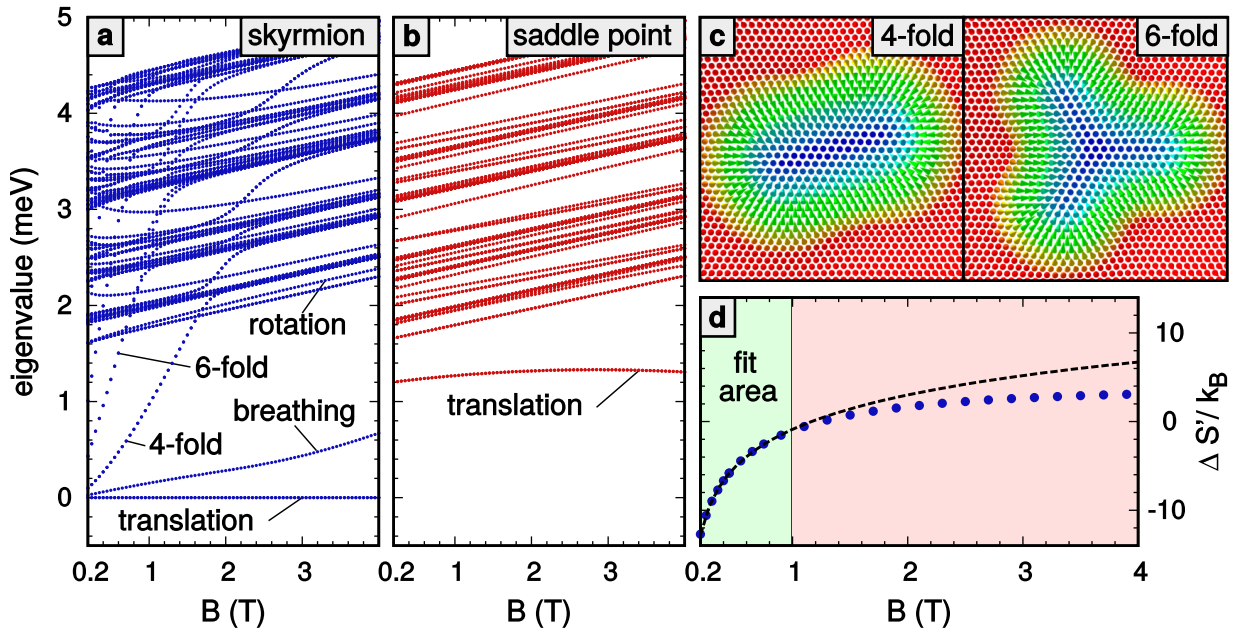 a
skyrmion
5
4
3
2
1
0
eigenvalue (meV)
rotation
6-fold
breathing
4-fold
translation
0.2
1
2
3
B (T)
b
saddle point
translation
0.2
1
2
3
B (T)
c
4-fold
6-fold
d
fit
area
10
0
-10
Δ S'/ kB
0.2
1
2
3
4
B (T)